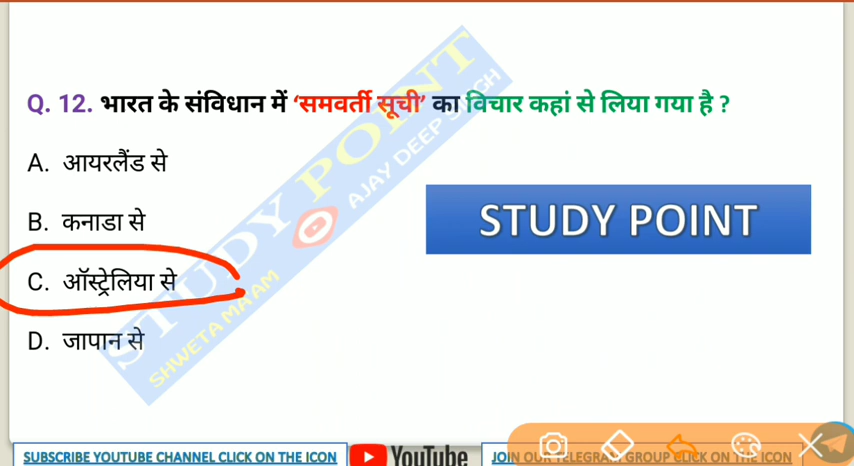 Q. 12. भारत के संविधान में ‘समवर्ती सूची’ का विचार कहां से लिया गया है ?
A. आयरलैंड से
B. कनाडा से
STUDY POINT
C. ऑस्ट्रेलिया से
D. जापान से
STUDY POINT
SHWETA MA'AM
AJAY DEEP SINGH
SUBSCRIBE YOUTUBE CHANNEL CLICK ON THE ICON
YouTube
JOIN OUR TELEGRAM GROUP CLICK ON THE ICON